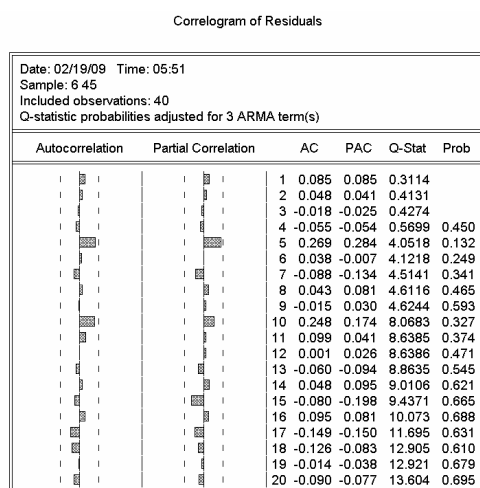 Correlogram of Residuals
Date: 02/19/09 Time: 05:51
Sample: 6 45
Included observations: 40
Q-statistic probabilities adjusted for 3 ARMA term(s)
Autocorrelation Partial Correlation AC PAC Q-Stat Prob
1 0.085 0.085 0.3114
2 0.048 0.041 0.4131
3 -0.018 -0.025 0.4274
4 -0.055 -0.054 0.5699 0.450
5 0.269 0.284 4.0518 0.132
6 0.038 -0.007 4.1218 0.249
7 -0.088 -0.134 4.5141 0.341
8 0.043 0.081 4.6116 0.465
9 -0.015 0.030 4.6244 0.593
10 0.248 0.174 8.0683 0.327
11 0.099 0.041 8.6385 0.374
12 0.001 0.026 8.6386 0.471
13 -0.060 -0.094 8.8635 0.545
14 0.048 0.095 9.0106 0.621
15 -0.080 -0.198 9.4371 0.665
16 0.095 0.081 10.073 0.688
17 -0.149 -0.150 11.695 0.631
18 -0.126 -0.083 12.905 0.610
19 -0.014 -0.038 12.921 0.679
20 -0.090 -0.077 13.604 0.695